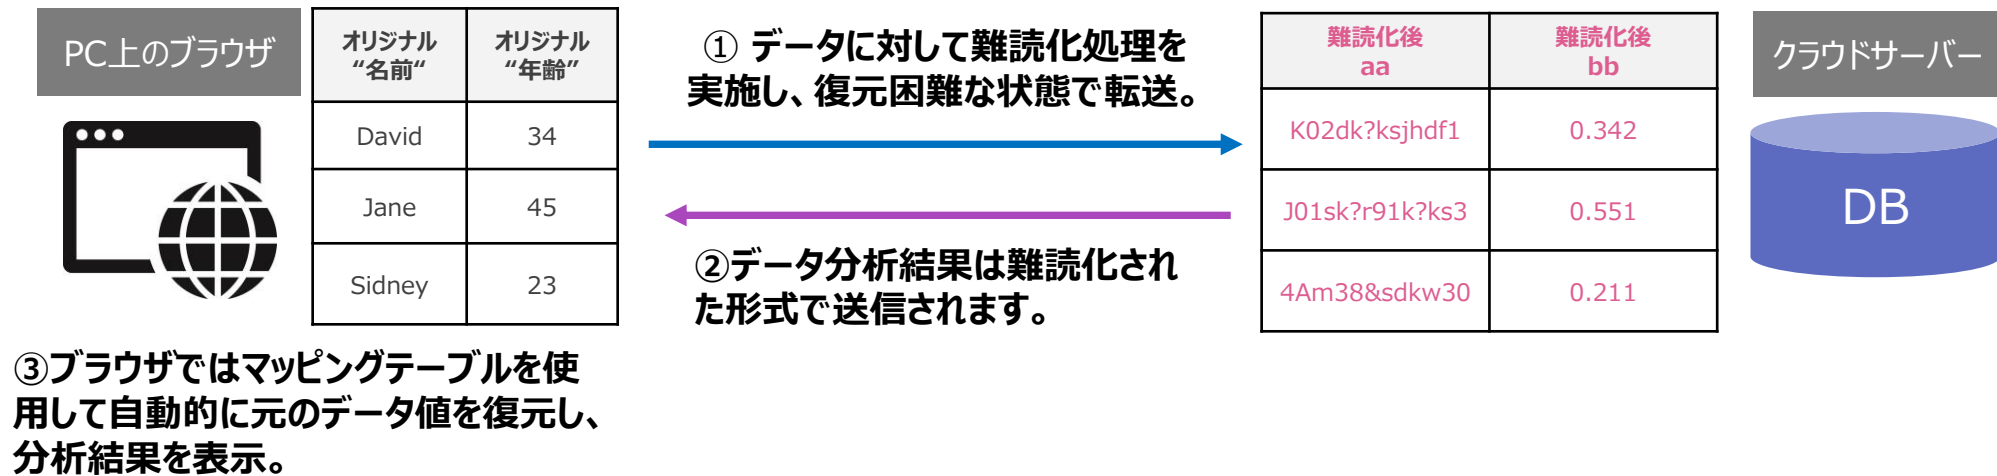 PC上のブラウザ
オリジナル
“名前“
オリジナル
“年齢”
David
34
Jane
45
Sidney
23
① データに対して難読化処理を
実施し、復元困難な状態で転送。
②データ分析結果は難読化され
た形式で送信されます。
難読化後
aa
難読化後
bb
K02dk?ksjhdf1
0.342
J01sk?r91k?ks3
0.551
4Am38&sdkw30
0.211
クラウドサーバー
DB
③ブラウザではマッピングテーブルを使
用して自動的に元のデータ値を復元し、
分析結果を表示。